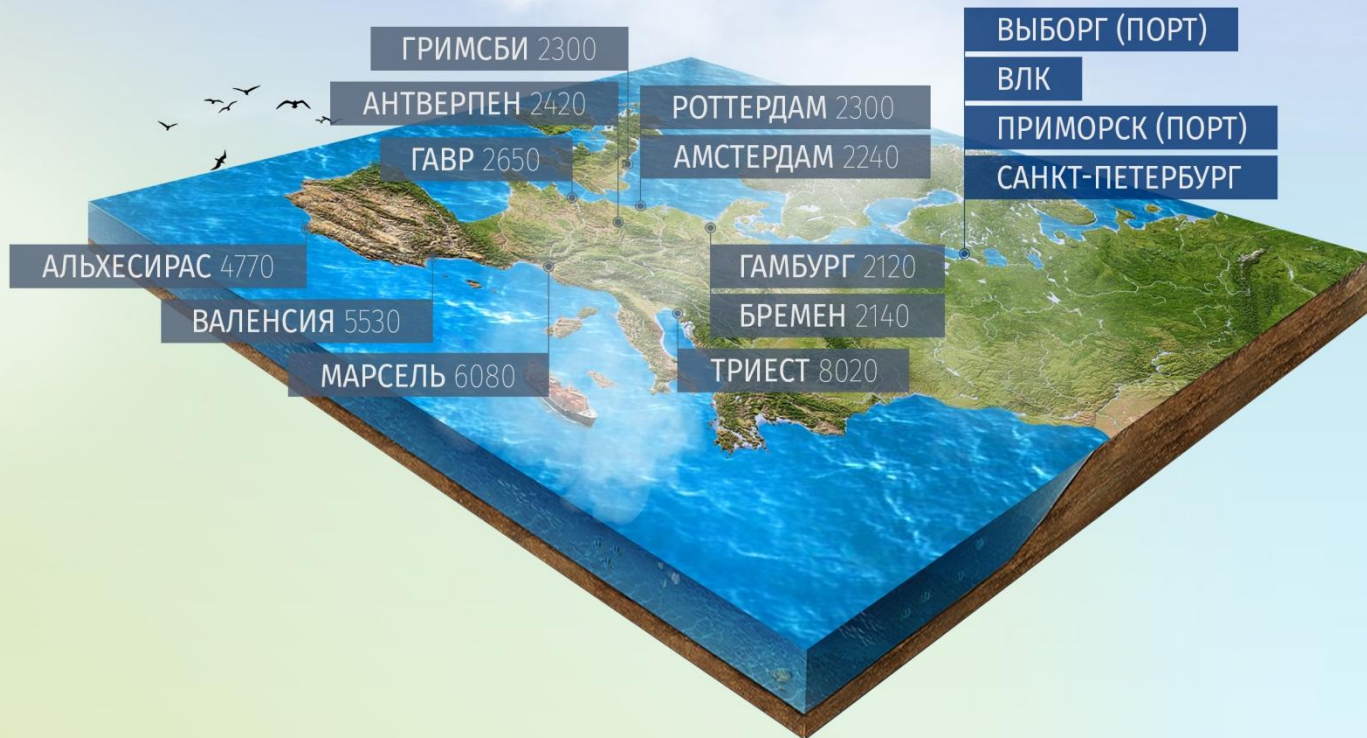 ГРИМСБИ 2300
АНТВЕРПЕН 2420
ГАВР 2650
РОТТЕРДАМ 2300
АМСТЕРДАМ 2240
ВЫБОРГ (ПОРТ)
ВЛК
ПРИМОРСК (ПОРТ)
САНКТ-ПЕТЕРБУРГ
АЛЬХЕСИРАС 4770
ВАЛЕНСИЯ 5530
МАРСЕЛЬ 6080
ГАМБУРГ 2120
БРЕМЕН 2140
ТРИЕСТ 8020